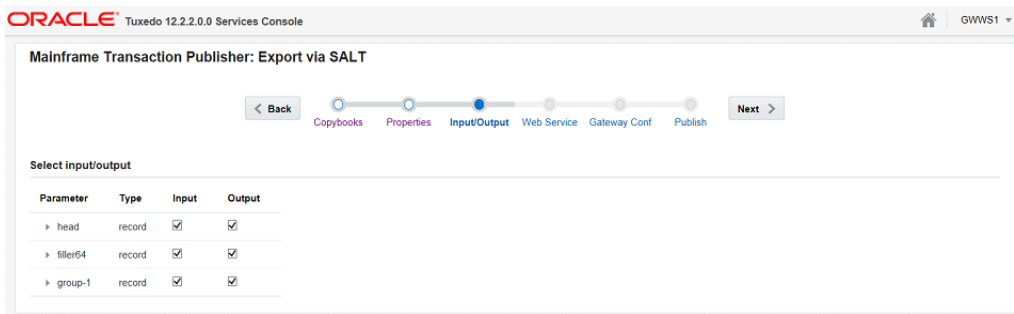 ORACLE® Tuxedo 12.2.2.0.0 Services Console GWWS1
Mainframe Transaction Publisher: Export via SALT
< Back Next >
Copybooks Properties Input/Output Web Service Gateway Conf Publish
Select input/output
Parameter Type Input Output
head record
filler64 record
group-1 record